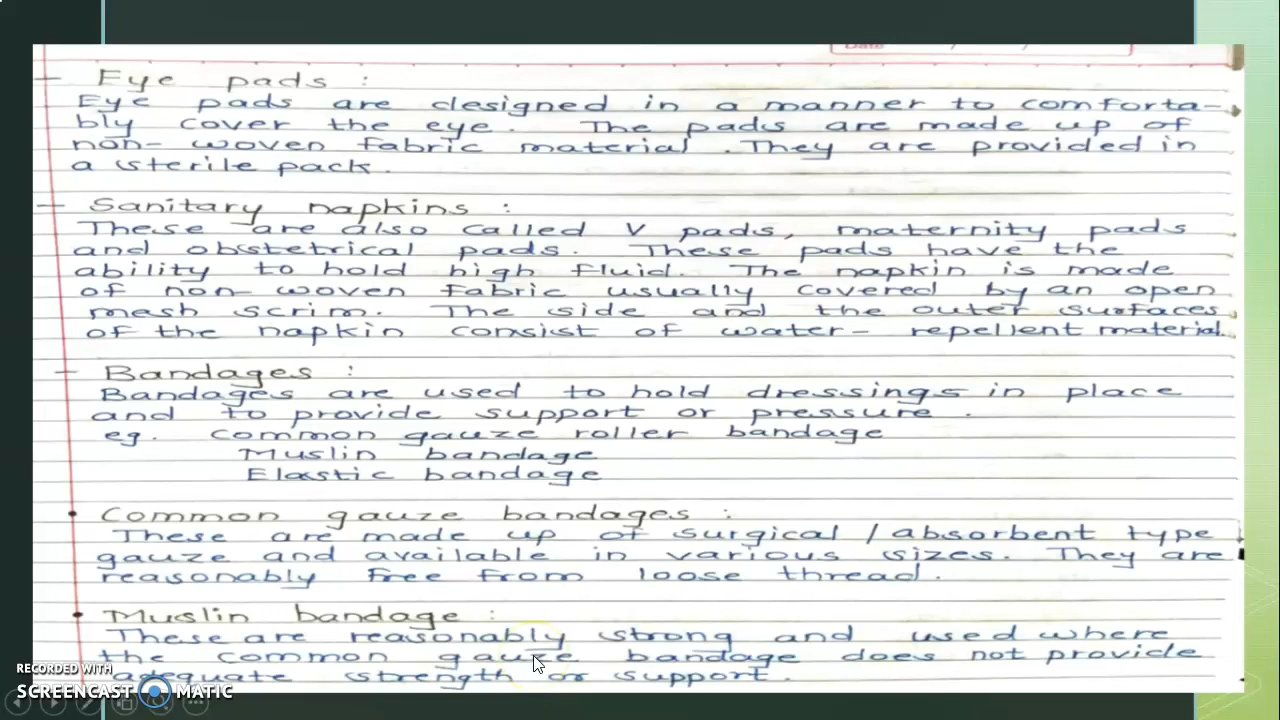 Date / /
- Eye pads :
Eye pads are designed in a manner to comforta-
bly cover the eye. The pads are made up of
non-woven fabric material. They are provided in
a sterile pack.
- Sanitary napkins :
These are also called V pads, maternity pads
and obstetrical pads. These pads have the
ability to hold high fluid. The napkin is made
of non-woven fabric usually covered by an open
mesh scrim. The side and the outer surfaces
of the napkin consist of water-repellent material.
- Bandages :
Bandages are used to hold dressings in place
and to provide support or pressure.
eg. common gauze roller bandage
Muslin bandage
Elastic bandage
• Common gauze bandages :
These are made up of surgical / absorbent type
gauze and available in various sizes. They are
reasonably free from loose thread.
• Muslin bandage :
These are reasonably strong and used where
the common gauze bandage does not provide
adequate strength or support.
RECORDED WITH
SCREENCAST MATIC